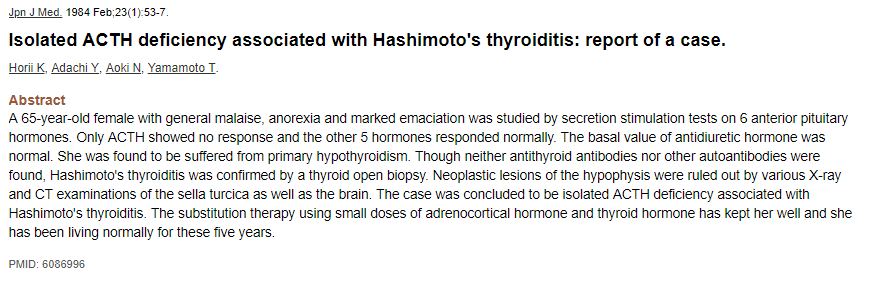 Jpn J Med. 1984 Feb;23(1):53-7.
Isolated ACTH deficiency associated with Hashimoto's thyroiditis: report of a case.
Horii K, Adachi Y, Aoki N, Yamamoto T.
Abstract
A 65-year-old female with general malaise, anorexia and marked emaciation was studied by secretion stimulation tests on 6 anterior pituitary
hormones. Only ACTH showed no response and the other 5 hormones responded normally. The basal value of antidiuretic hormone was
normal. She was found to be suffered from primary hypothyroidism. Though neither antithyroid antibodies nor other autoantibodies were
found, Hashimoto's thyroiditis was confirmed by a thyroid open biopsy. Neoplastic lesions of the hypophysis were ruled out by various X-ray
and CT examinations of the sella turcica as well as the brain. The case was concluded to be isolated ACTH deficiency associated with
Hashimoto's thyroiditis. The substitution therapy using small doses of adrenocortical hormone and thyroid hormone has kept her well and she
has been living normally for these five years.
PMID: 6086996